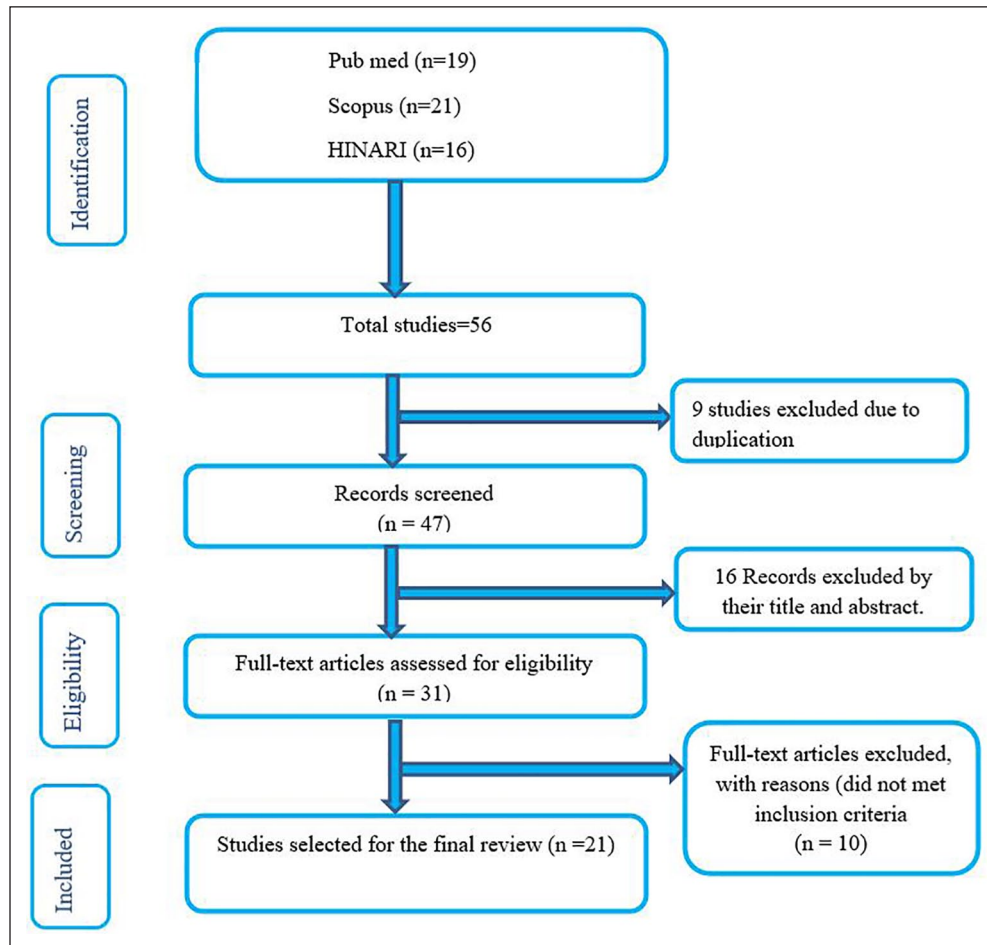 Identification
Pub med (n=19)
Scopus (n=21)
HINARI (n=16)
Total studies=56
9 studies excluded due to
duplication
Screening
Records screened
(n = 47)
16 Records excluded by
their title and abstract.
Eligibility
Full-text articles assessed for eligibility
(n = 31)
Full-text articles excluded,
with reasons (did not met
inclusion criteria
(n = 10)
Included
Studies selected for the final review (n =21)